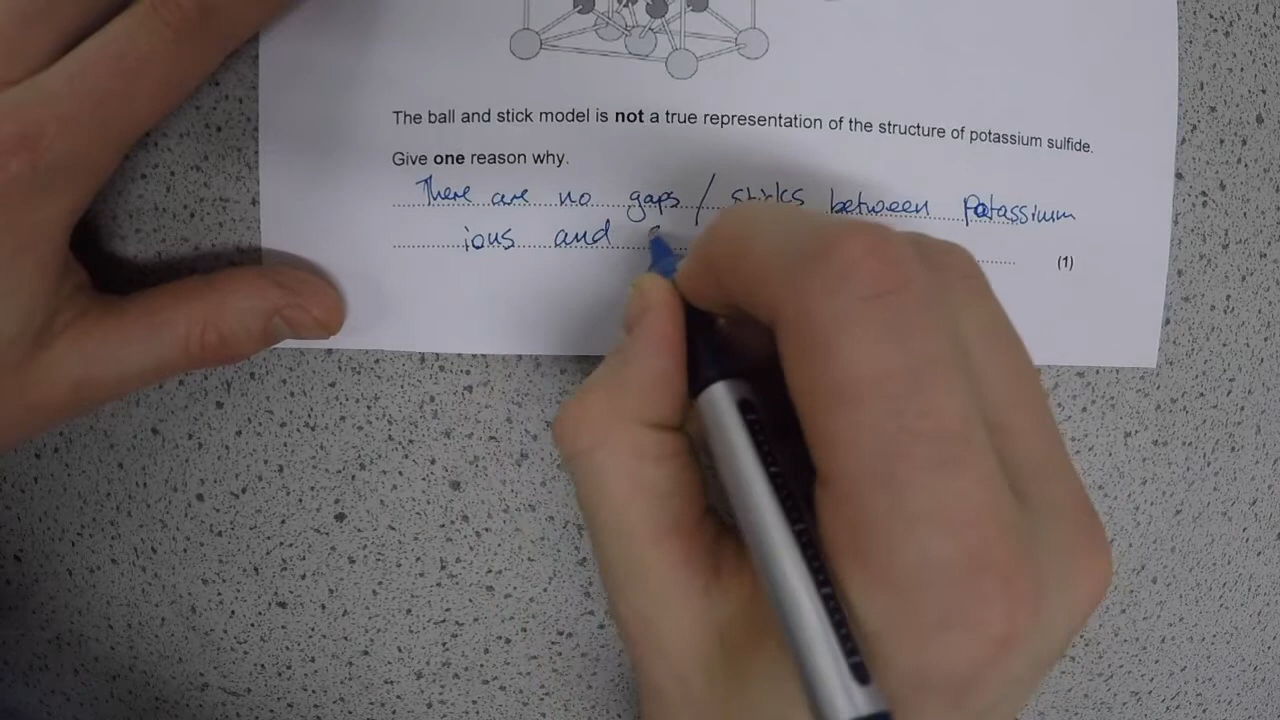 The ball and stick model is not a true representation of the structure of potassium sulfide.
Give one reason why.
There are no gaps / sticks between Potassium
ions and
(1)